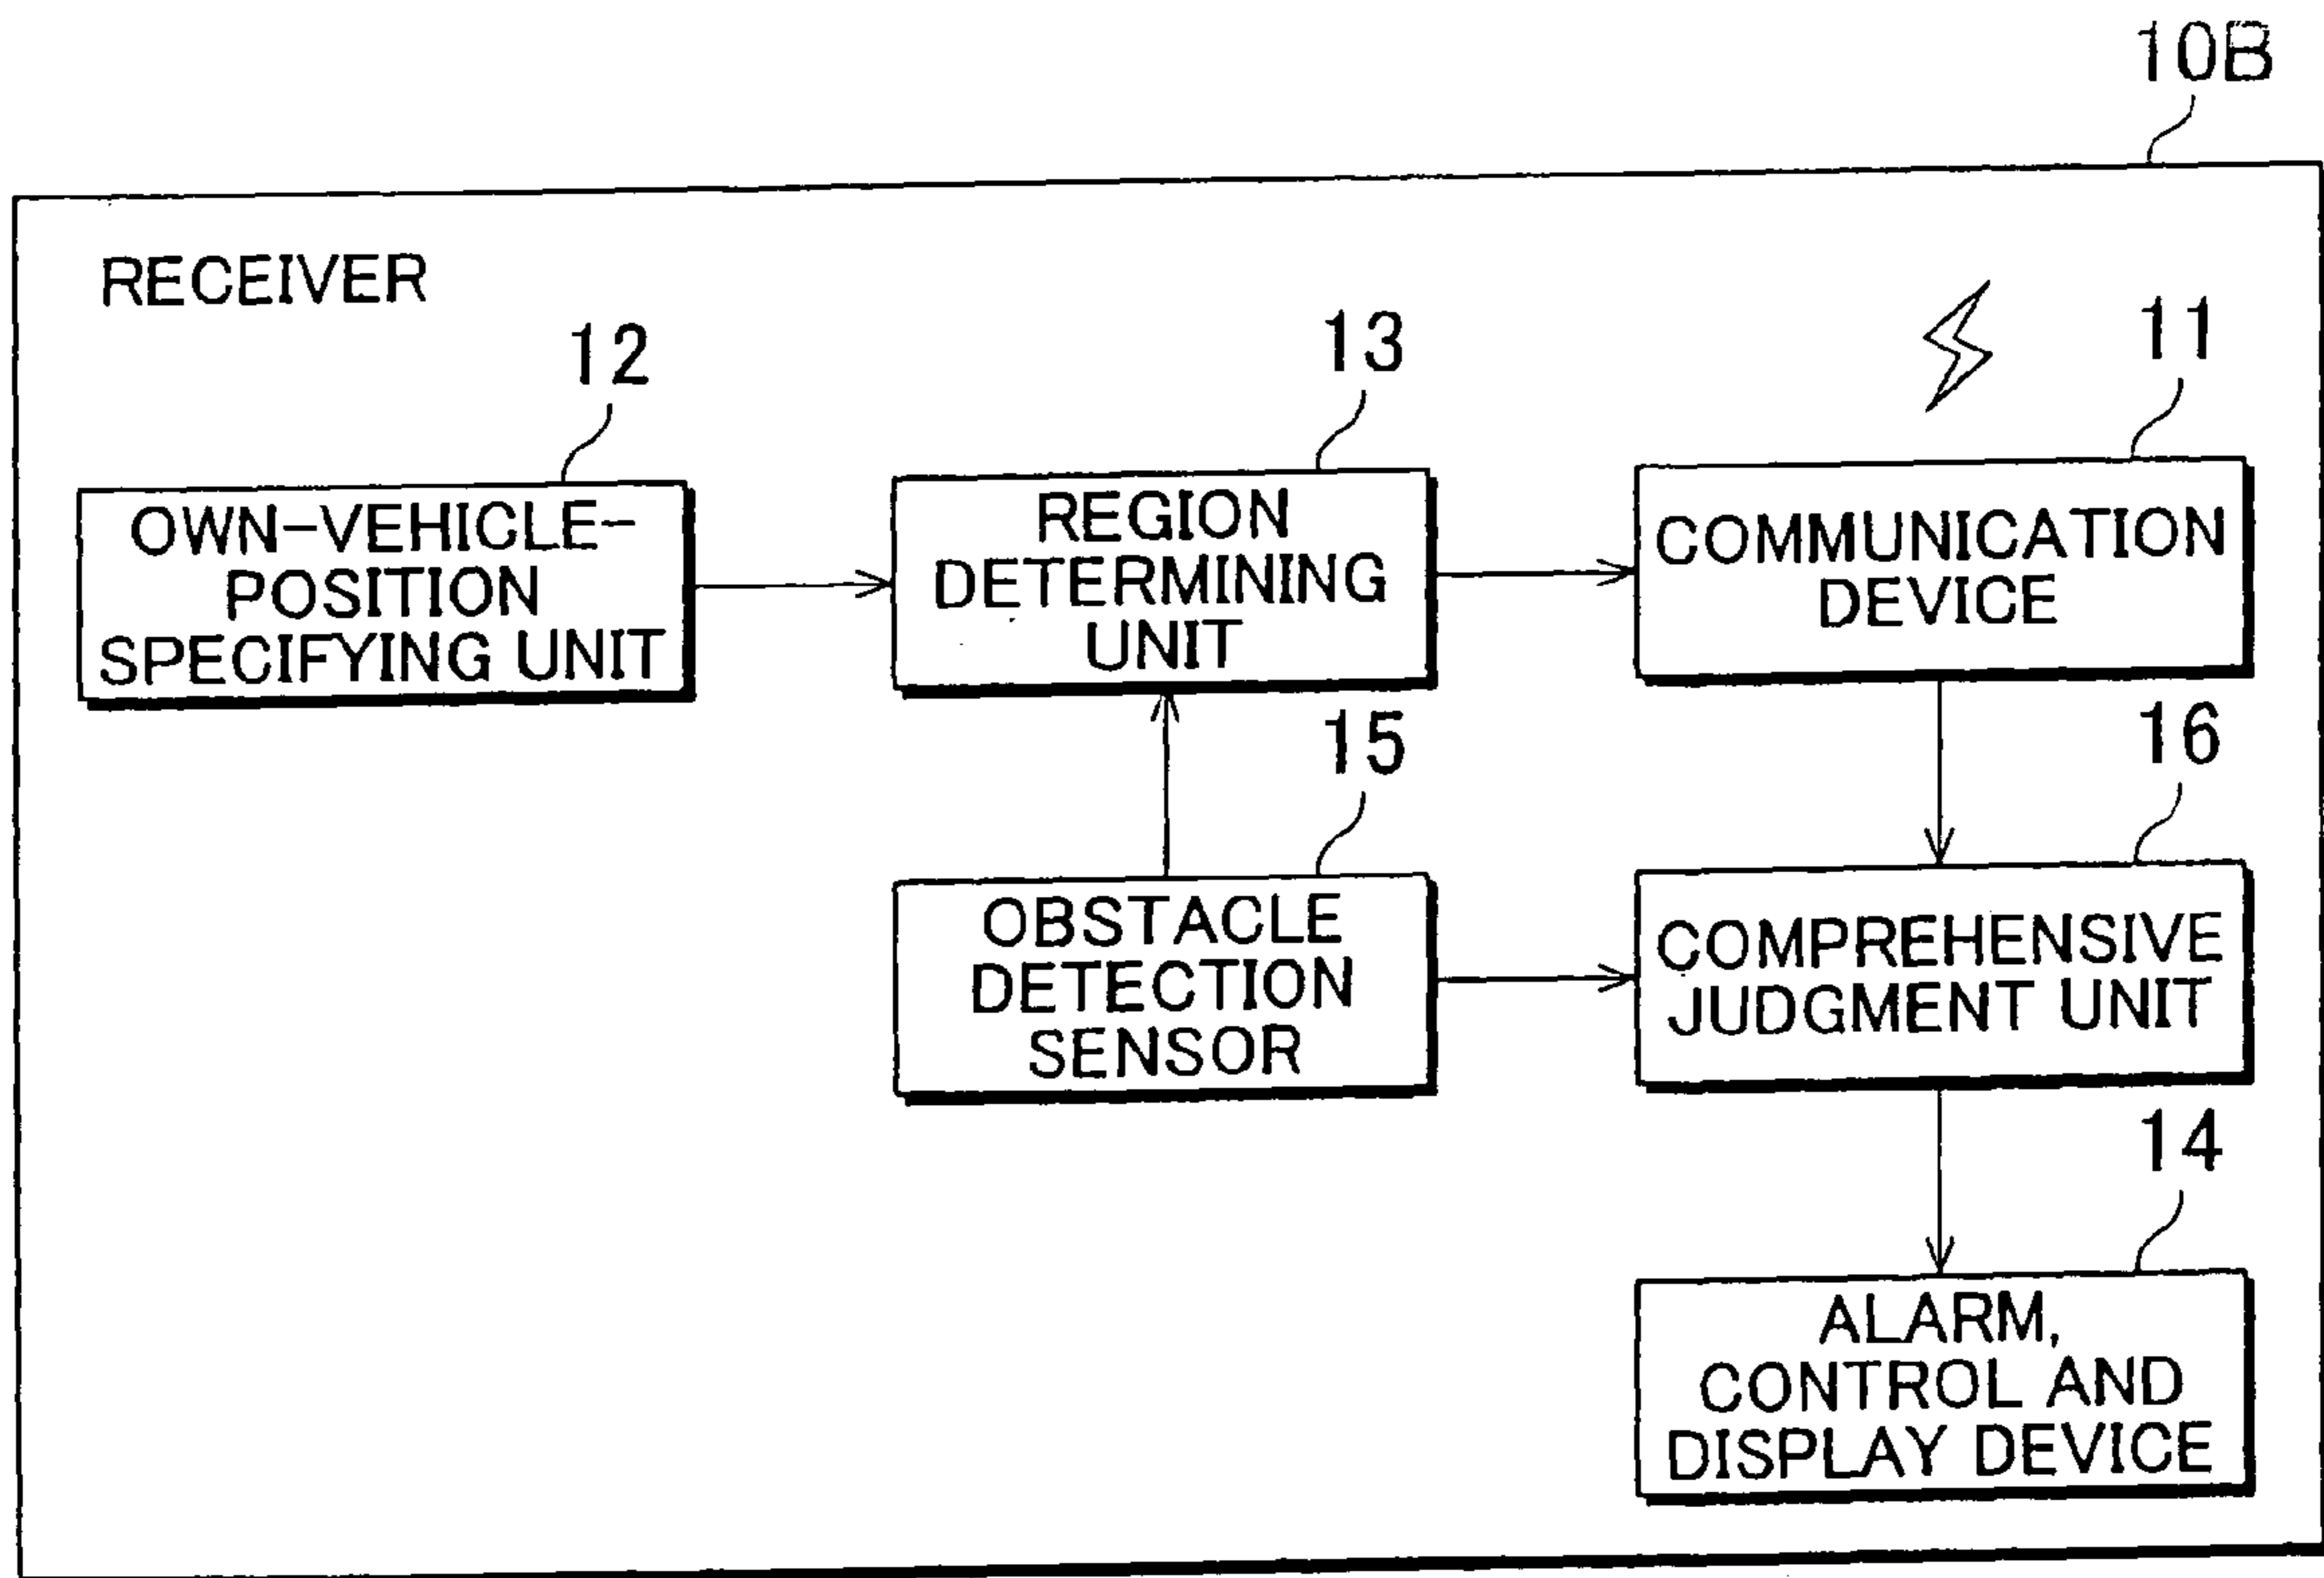 10B
RECEIVER
12
13
11
OWN-VEHICLE-
POSITION
SPECIFYING UNIT
REGION
DETERMINING
UNIT
COMMUNICATION
DEVICE
15
16
OBSTACLE
DETECTION
SENSOR
COMPREHENSIVE
JUDGMENT UNIT
14
ALARM,
CONTROL AND
DISPLAY DEVICE